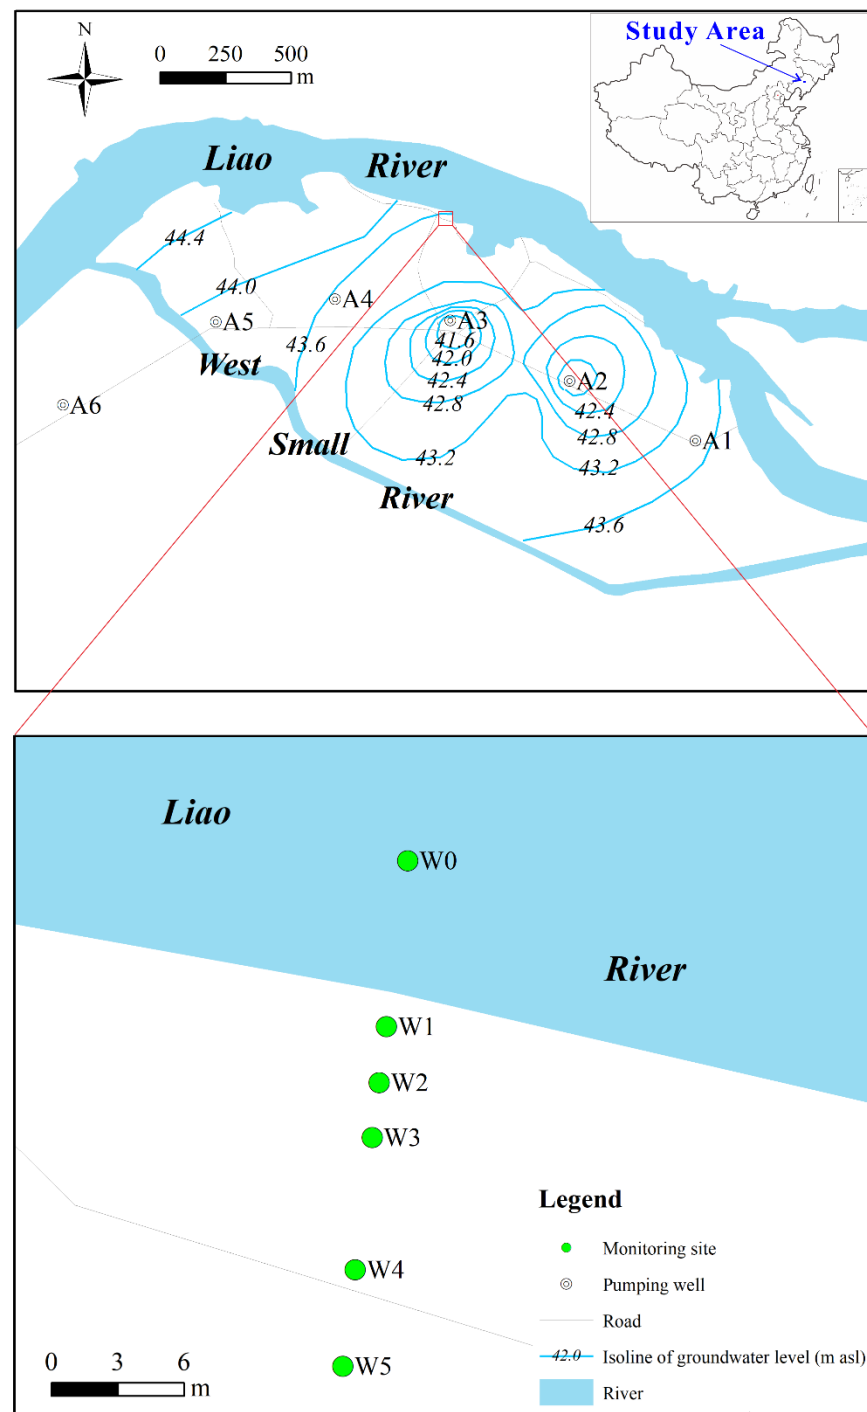 Study Area
N
0 250 500
m
Liao
River
44.4
44.0
A4
A5
A3
43.6
41.6
42.0
West
42.4
A2
A6
42.8
42.4
42.8
A1
Small
43.2
43.2
River
43.6
Liao
W0
River
W1
W2
W3
W4
W5
0 3 6
m
Legend
Monitoring site
Pumping well
Road
42.0 Isoline of groundwater level (m asl)
River